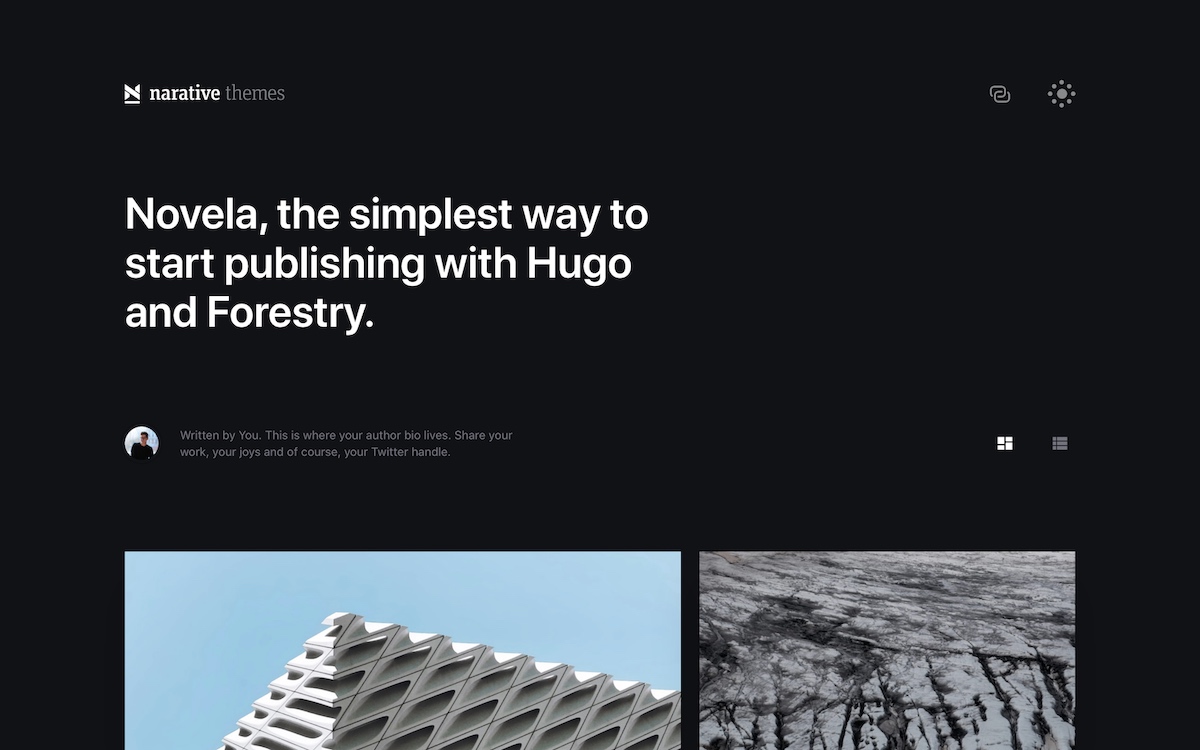 narative themes
Novela, the simplest way to
start publishing with Hugo
and Forestry.
Written by You. This is where your author bio lives. Share your
work, your joys and of course, your Twitter handle.